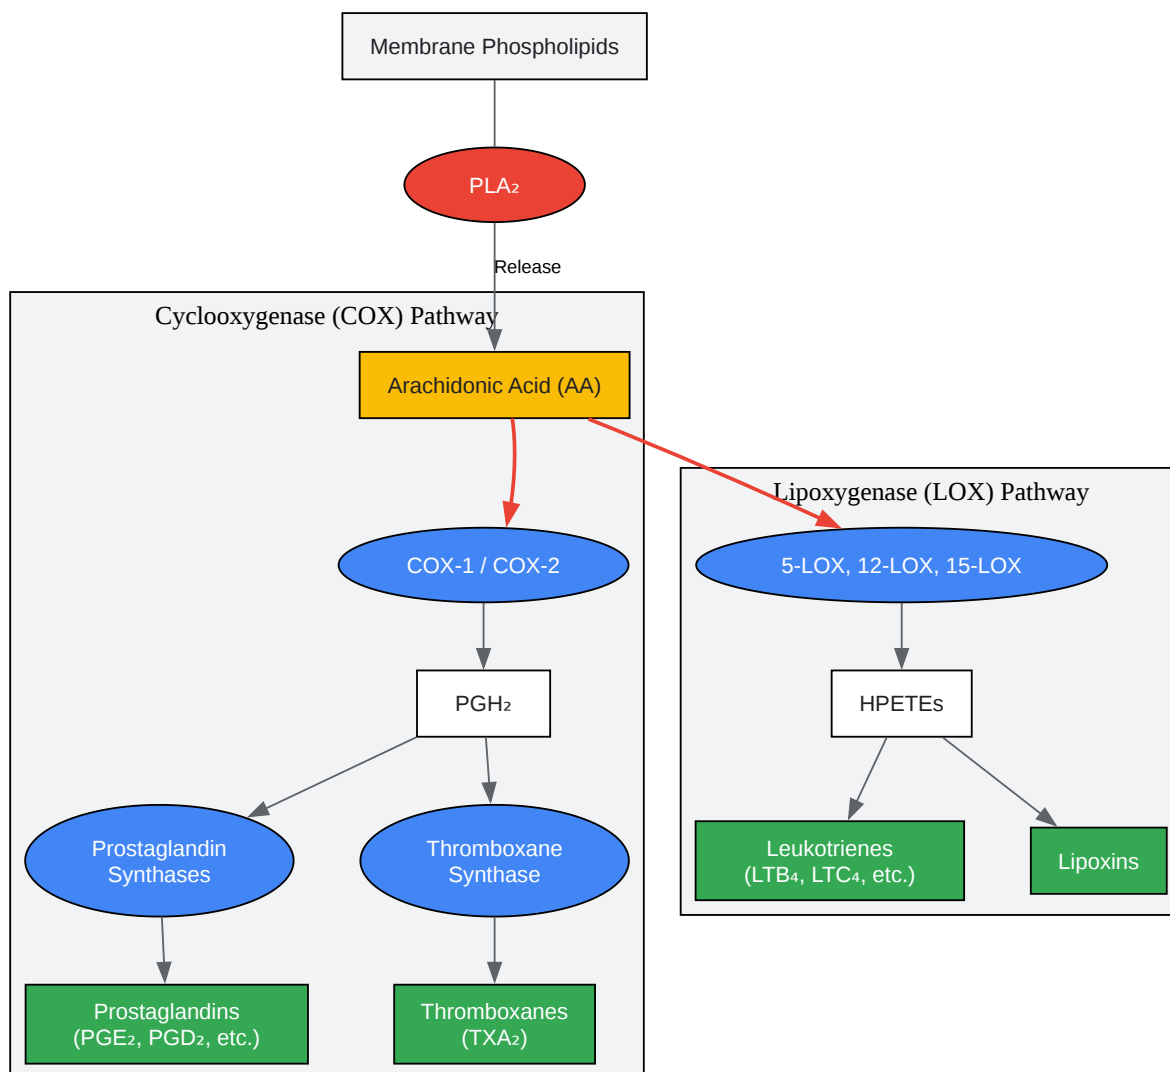 Membrane Phospholipids
PLA₂
Release
Cyclooxygenase (COX) Pathway
Arachidonic Acid (AA)
Lipoxygenase (LOX) Pathway
COX-1 / COX-2
5-LOX, 12-LOX, 15-LOX
PGH₂
HPETEs
Prostaglandin
Synthases
Thromboxane
Synthase
Leukotrienes
(LTB₄, LTC₄, etc.)
Lipoxins
Prostaglandins
(PGE₂, PGD₂, etc.)
Thromboxanes
(TXA₂)